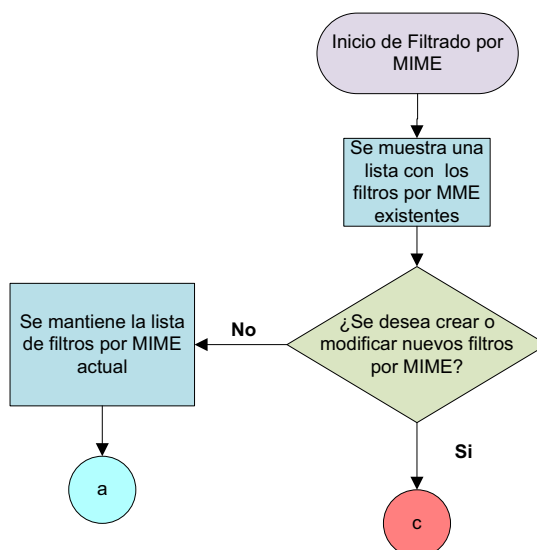 Inicio de Filtrado por
MIME
Se muestra una
lista con los
filtros por MME
existentes
¿Se desea crear o
modificar nuevos filtros
por MIME?
No
Se mantiene la lista
de filtros por MIME
actual
Si
a
c